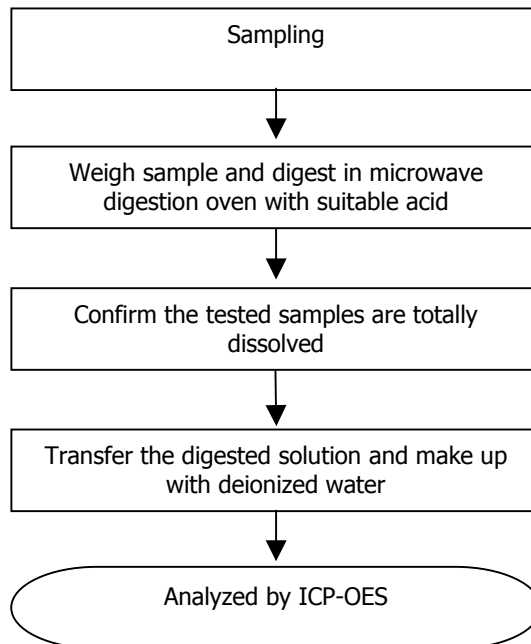 Sampling
Weigh sample and digest in microwave
digestion oven with suitable acid
Confirm the tested samples are totally
dissolved
Transfer the digested solution and make up
with deionized water
Analyzed by ICP-OES